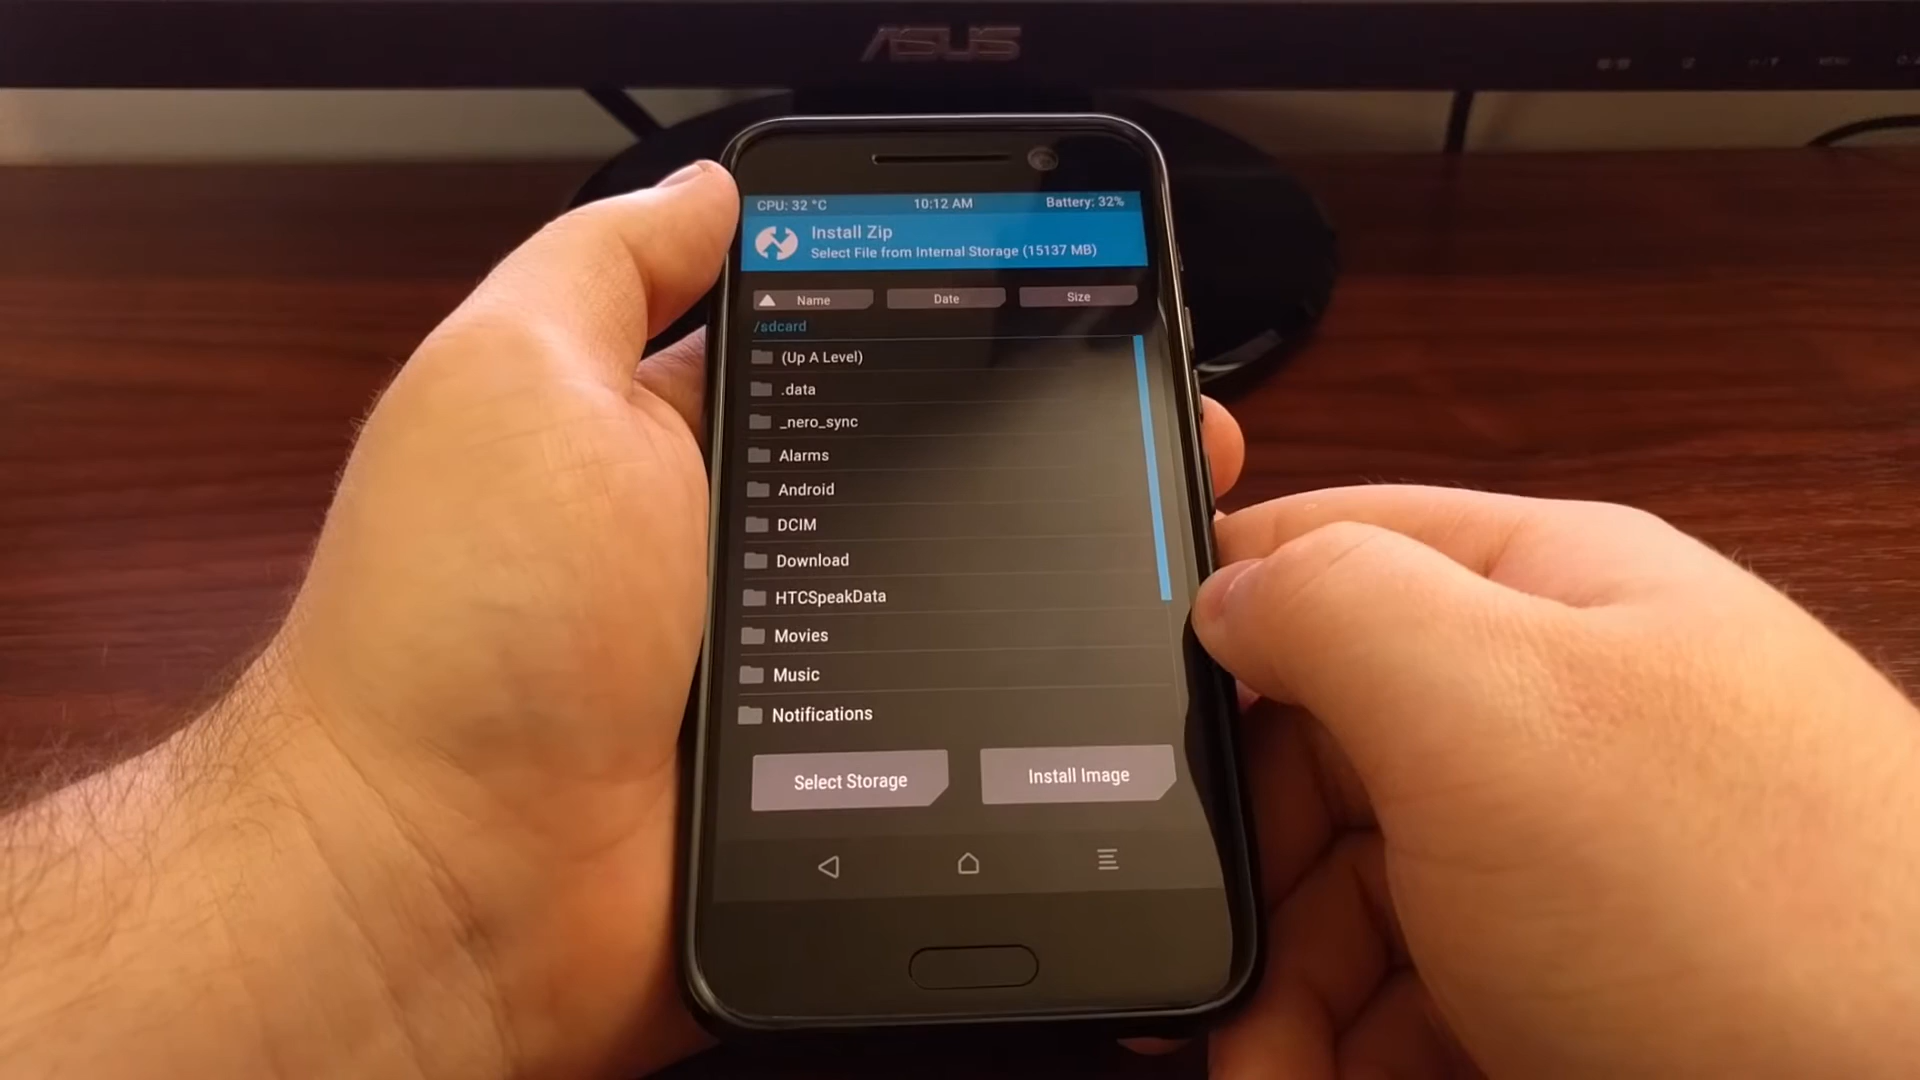 ASUS
MENU
CPU: 32 °C 10:12 AM Battery: 32%
Install Zip
Select File from Internal Storage (15137 MB)
Name Date Size
/sdcard
(Up A Level)
.data
_nero_sync
Alarms
Android
DCIM
Download
HTCSpeakData
Movies
Music
Notifications
Select Storage Install Image